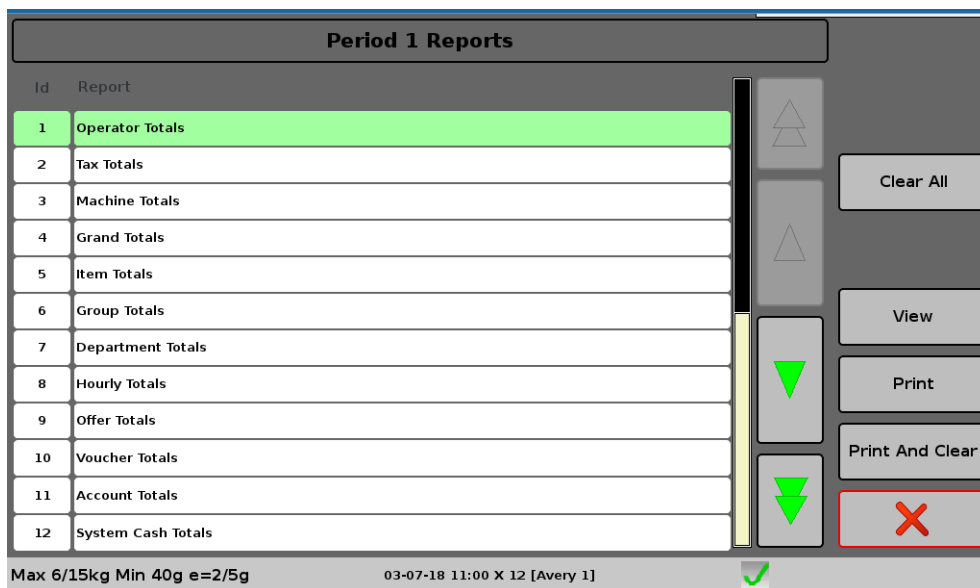 Period 1 Reports
Id Report
1 Operator Totals
2 Tax Totals
3 Machine Totals
4 Grand Totals
5 Item Totals
6 Group Totals
7 Department Totals
8 Hourly Totals
9 Offer Totals
10 Voucher Totals
11 Account Totals
12 System Cash Totals
Clear All
View
Print
Print And Clear
Max 6/15kg Min 40g e=2/5g 03-07-18 11:00 X 12 [Avery 1]